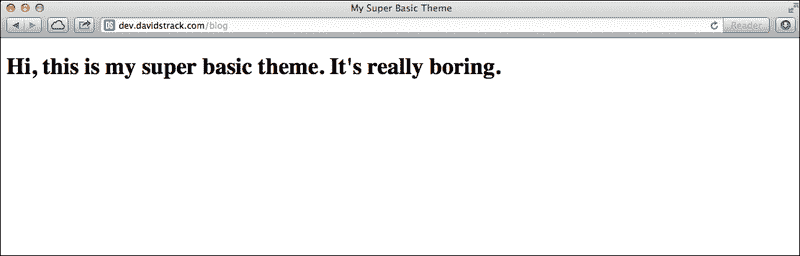 My Super Basic Theme
DS dev.davidstrack.com/blog Reader
Hi, this is my super basic theme. It's really boring.